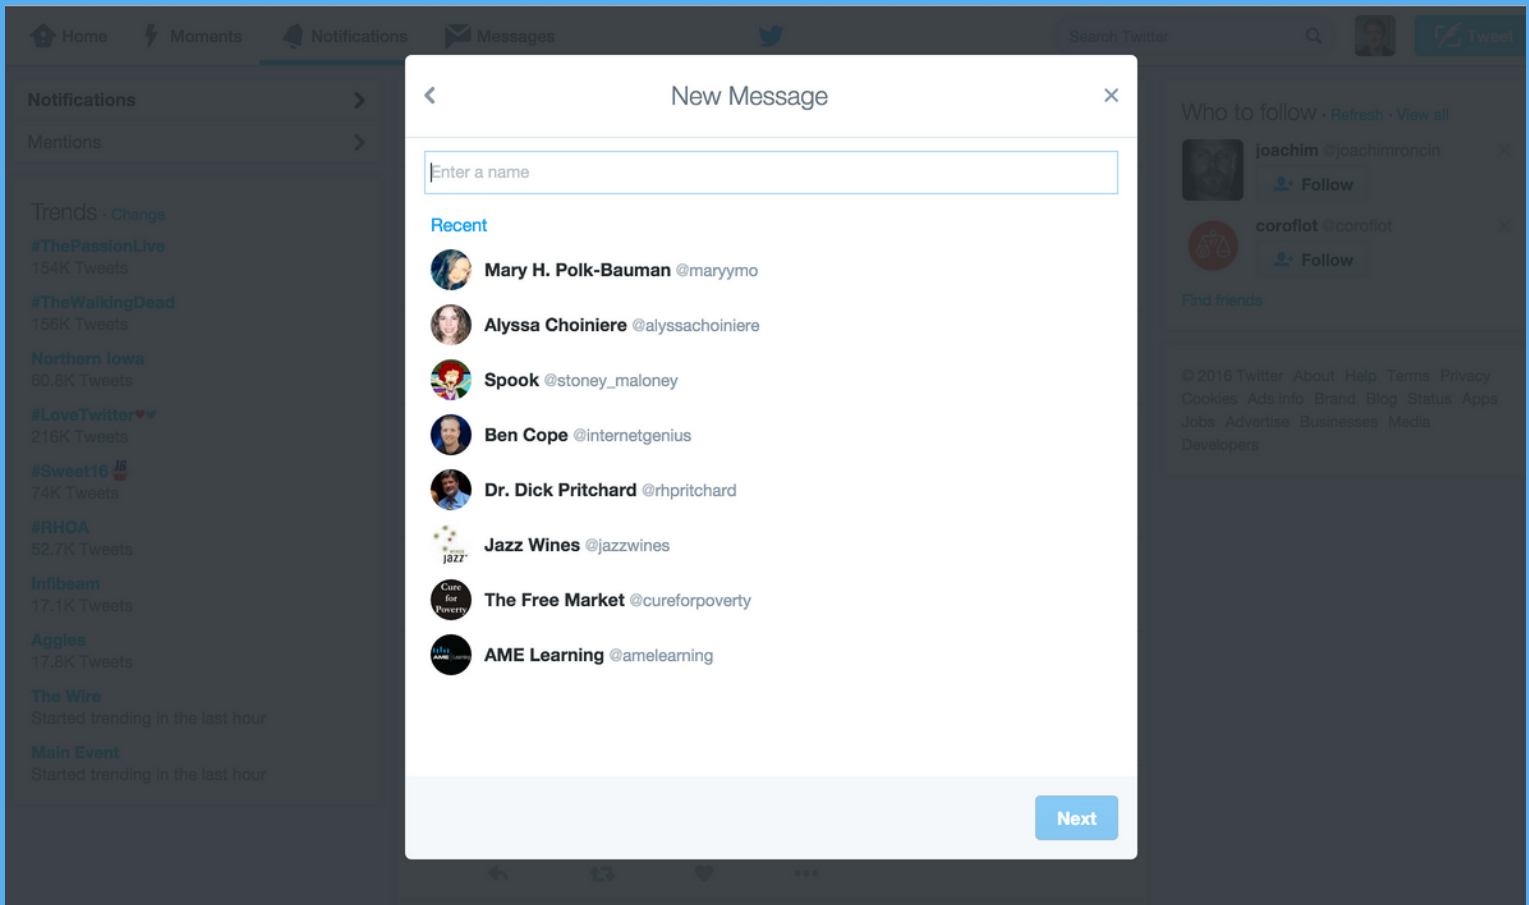 Home Moments Notifications Messages Search Twitter Tweet
Notifications
Mentions
Trends · Change
#ThePassionLive
154K Tweets
#TheWalkingDead
156K Tweets
Northern Iowa
60.8K Tweets
#LoveTwitter
216K Tweets
#Sweet16
74K Tweets
#RHOA
52.7K Tweets
Infibeam
17.1K Tweets
Aggies
17.8K Tweets
The Wire
Started trending in the last hour
Main Event
Started trending in the last hour
New Message
Enter a name
Recent
Mary H. Polk-Bauman @maryymo
Alyssa Choiniere @alyssachoiniere
Spook @stoney_maloney
Ben Cope @internetgenius
Dr. Dick Pritchard @rhpritchard
Jazz Wines @jazzwines
The Free Market @cureforpoverty
AME Learning @amelearning
Next
Cure
for
Poverty
Who to follow · Refresh · View all
joachim @joachimroncin
Follow
coroflot @coroflot
Follow
Find friends
© 2016 Twitter About Help Terms Privacy
Cookies Ads info Brand Blog Status Apps
Jobs Advertise Businesses Media
Developers